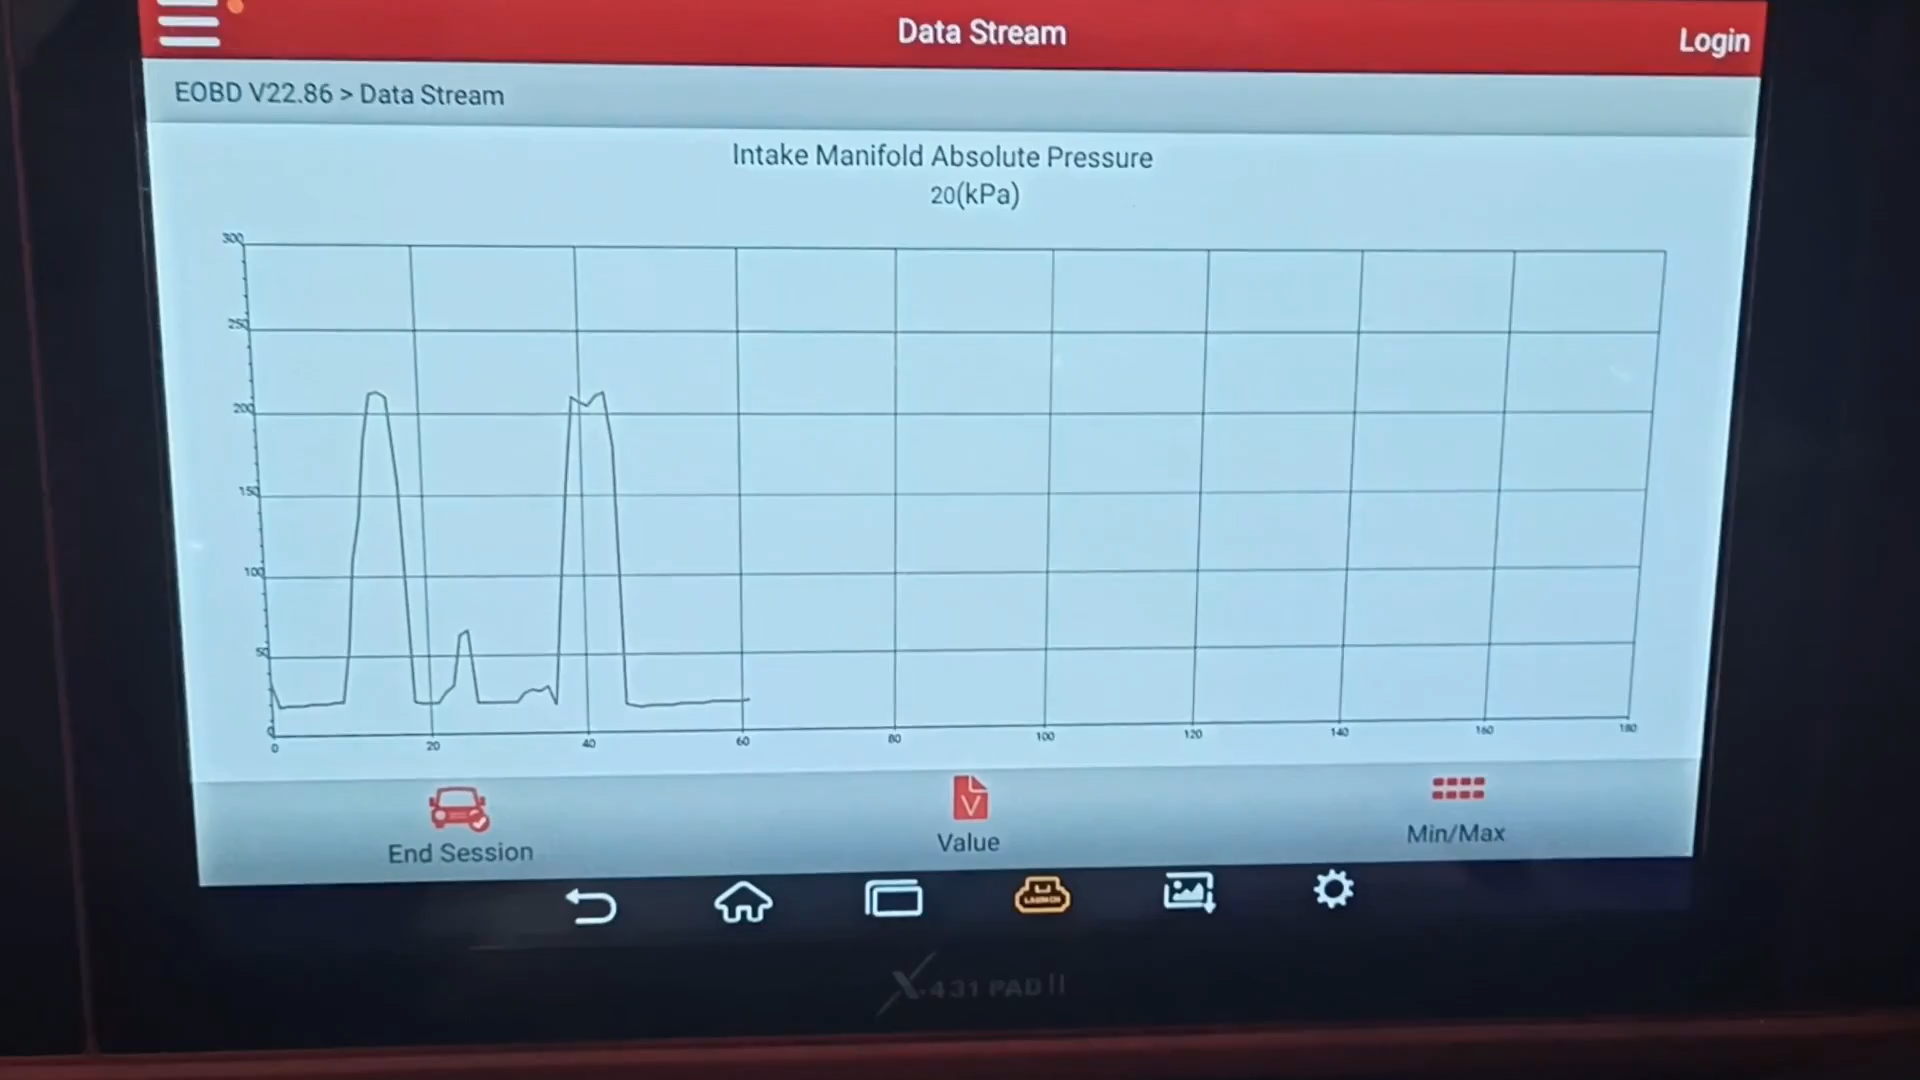 Data Stream
Login
EOBD V22.86 > Data Stream
Intake Manifold Absolute Pressure
20(kPa)
300
250
200
150
100
50
0
0 20 40 60 80 100 120 140 160 180
End Session
Value
Min/Max
LAUNCH
X-431 PAD II